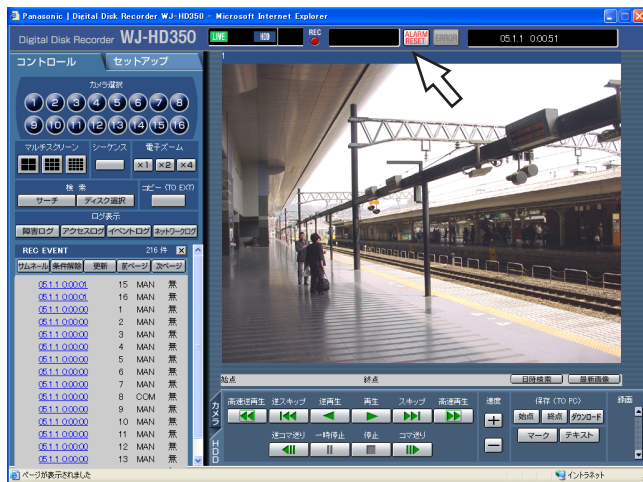 Panasonic | Digital Disk Recorder WJ-HD350 - Microsoft Internet Explorer
Digital Disk Recorder WJ-HD350
LIVE HDD REC ALARM RESET ERROR 05.1.1 0:00:51
コントロール セットアップ
1
カメラ選択
1 2 3 4 5 6 7 8
9 10 11 12 13 14 15 16
マルチスクリーン シーケンス 電子ズーム
×1 ×2 ×4
検索 コピー (TO EXT)
サーチ ディスク選択
ログ表示
障害ログ アクセスログ イベントログ ネットワークログ
REC EVENT 216 件 X
サムネール 条件解除 更新 前ページ 次ページ
05.1.1 0:00:01 15 MAN 無
05.1.1 0:00:01 16 MAN 無
05.1.1 0:00:00 1 MAN 無
05.1.1 0:00:00 2 MAN 無
05.1.1 0:00:00 3 MAN 無
05.1.1 0:00:00 4 MAN 無
05.1.1 0:00:00 5 MAN 無
05.1.1 0:00:00 6 MAN 無
05.1.1 0:00:00 7 MAN 無
05.1.1 0:00:00 8 COM 無
05.1.1 0:00:00 9 MAN 無
05.1.1 0:00:00 10 MAN 無
05.1.1 0:00:00 11 MAN 無
05.1.1 0:00:00 12 MAN 無
05.1.1 0:00:00 13 MAN 無
始点 終点 日時検索 最新画像
カメラ
HDD
高速逆再生 逆スキップ 逆再生 再生 スキップ 高速再生 速度 保存 (TO PC) 録画
始点 終点 ダウンロード
逆コマ送り 一時停止 停止 コマ送り
マーク テキスト
ページが表示されました イントラネット